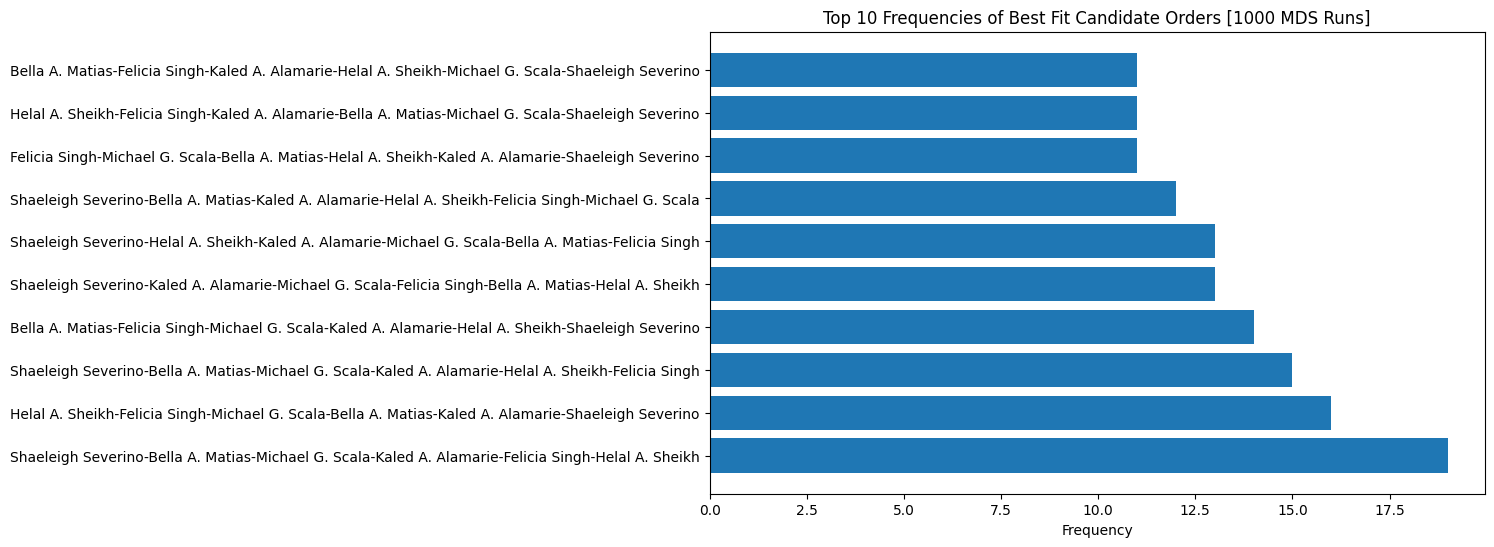 Top 10 Frequencies of Best Fit Candidate Orders [1000 MDS Runs]
Bella A. Matias-Felicia Singh-Kaled A. Alamarie-Helal A. Sheikh-Michael G. Scala-Shaeleigh Severino
Helal A. Sheikh-Felicia Singh-Kaled A. Alamarie-Bella A. Matias-Michael G. Scala-Shaeleigh Severino
Felicia Singh-Michael G. Scala-Bella A. Matias-Helal A. Sheikh-Kaled A. Alamarie-Shaeleigh Severino
Shaeleigh Severino-Bella A. Matias-Kaled A. Alamarie-Helal A. Sheikh-Felicia Singh-Michael G. Scala
Shaeleigh Severino-Helal A. Sheikh-Kaled A. Alamarie-Michael G. Scala-Bella A. Matias-Felicia Singh
Shaeleigh Severino-Kaled A. Alamarie-Michael G. Scala-Felicia Singh-Bella A. Matias-Helal A. Sheikh
Bella A. Matias-Felicia Singh-Michael G. Scala-Kaled A. Alamarie-Helal A. Sheikh-Shaeleigh Severino
Shaeleigh Severino-Bella A. Matias-Michael G. Scala-Kaled A. Alamarie-Helal A. Sheikh-Felicia Singh
Helal A. Sheikh-Felicia Singh-Michael G. Scala-Bella A. Matias-Kaled A. Alamarie-Shaeleigh Severino
Shaeleigh Severino-Bella A. Matias-Michael G. Scala-Kaled A. Alamarie-Felicia Singh-Helal A. Sheikh
0.0 2.5 5.0 7.5 10.0 12.5 15.0 17.5
Frequency